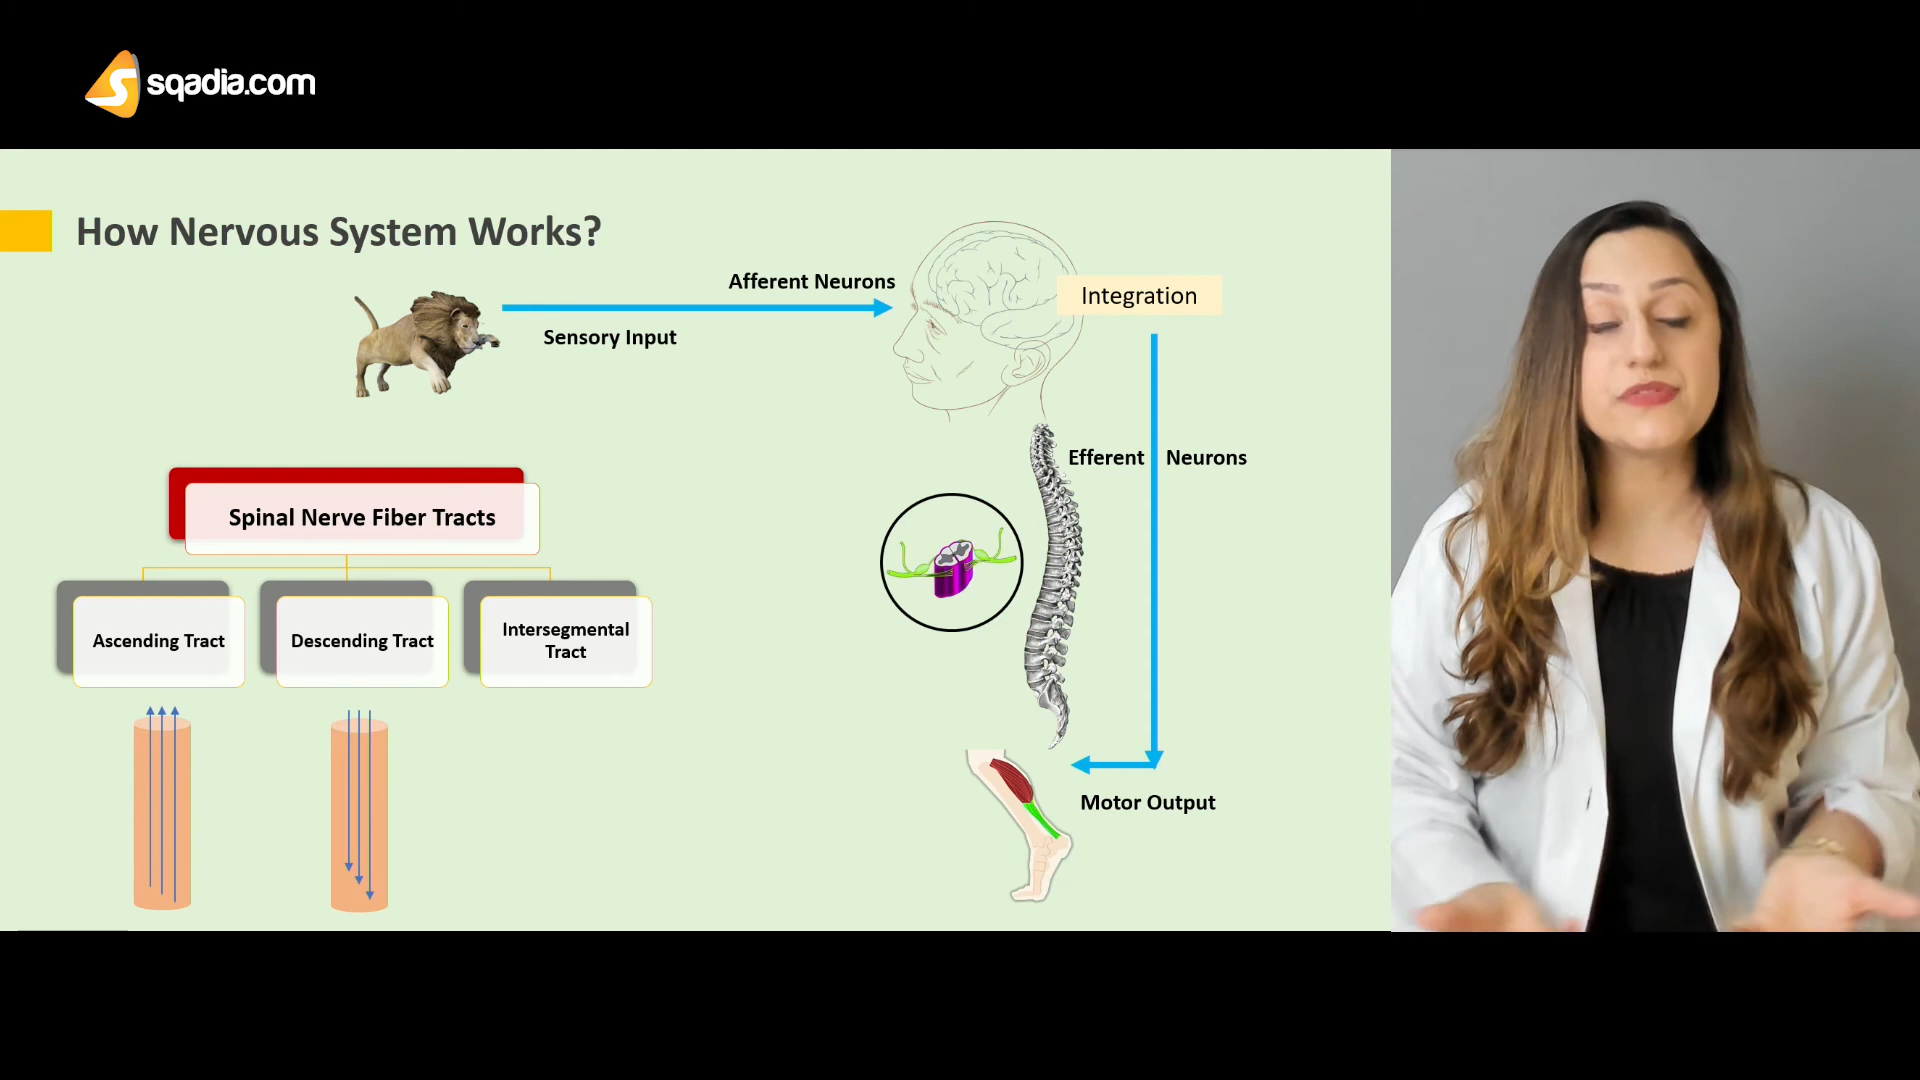 sqadia.com
How Nervous System Works?
Afferent Neurons
Sensory Input
Integration
Efferent Neurons
Spinal Nerve Fiber Tracts
Ascending Tract
Descending Tract
Intersegmental
Tract
Motor Output